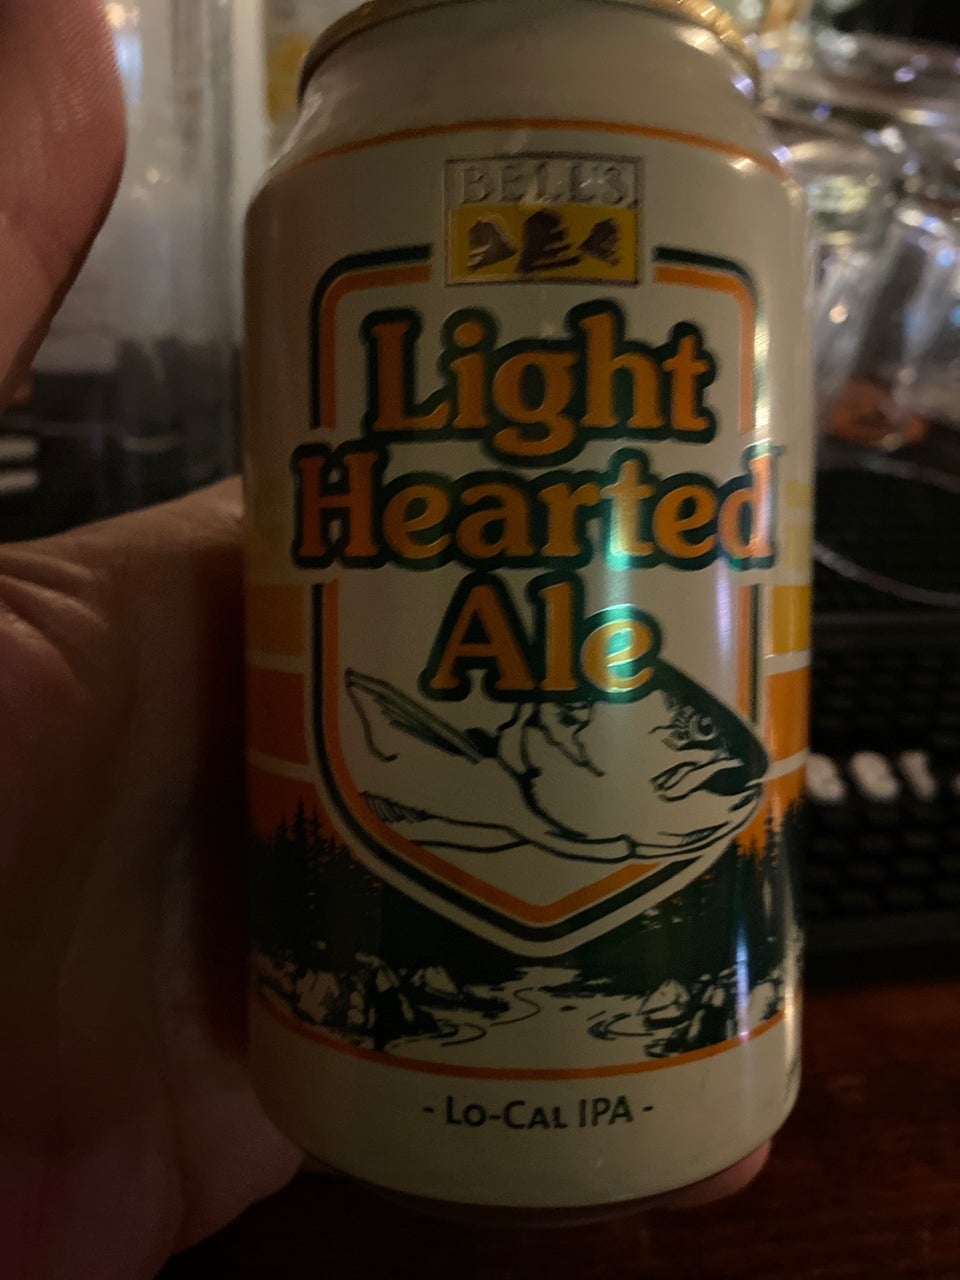 BELL'S
Light
Hearted
Ale
- LO-CAL IPA -